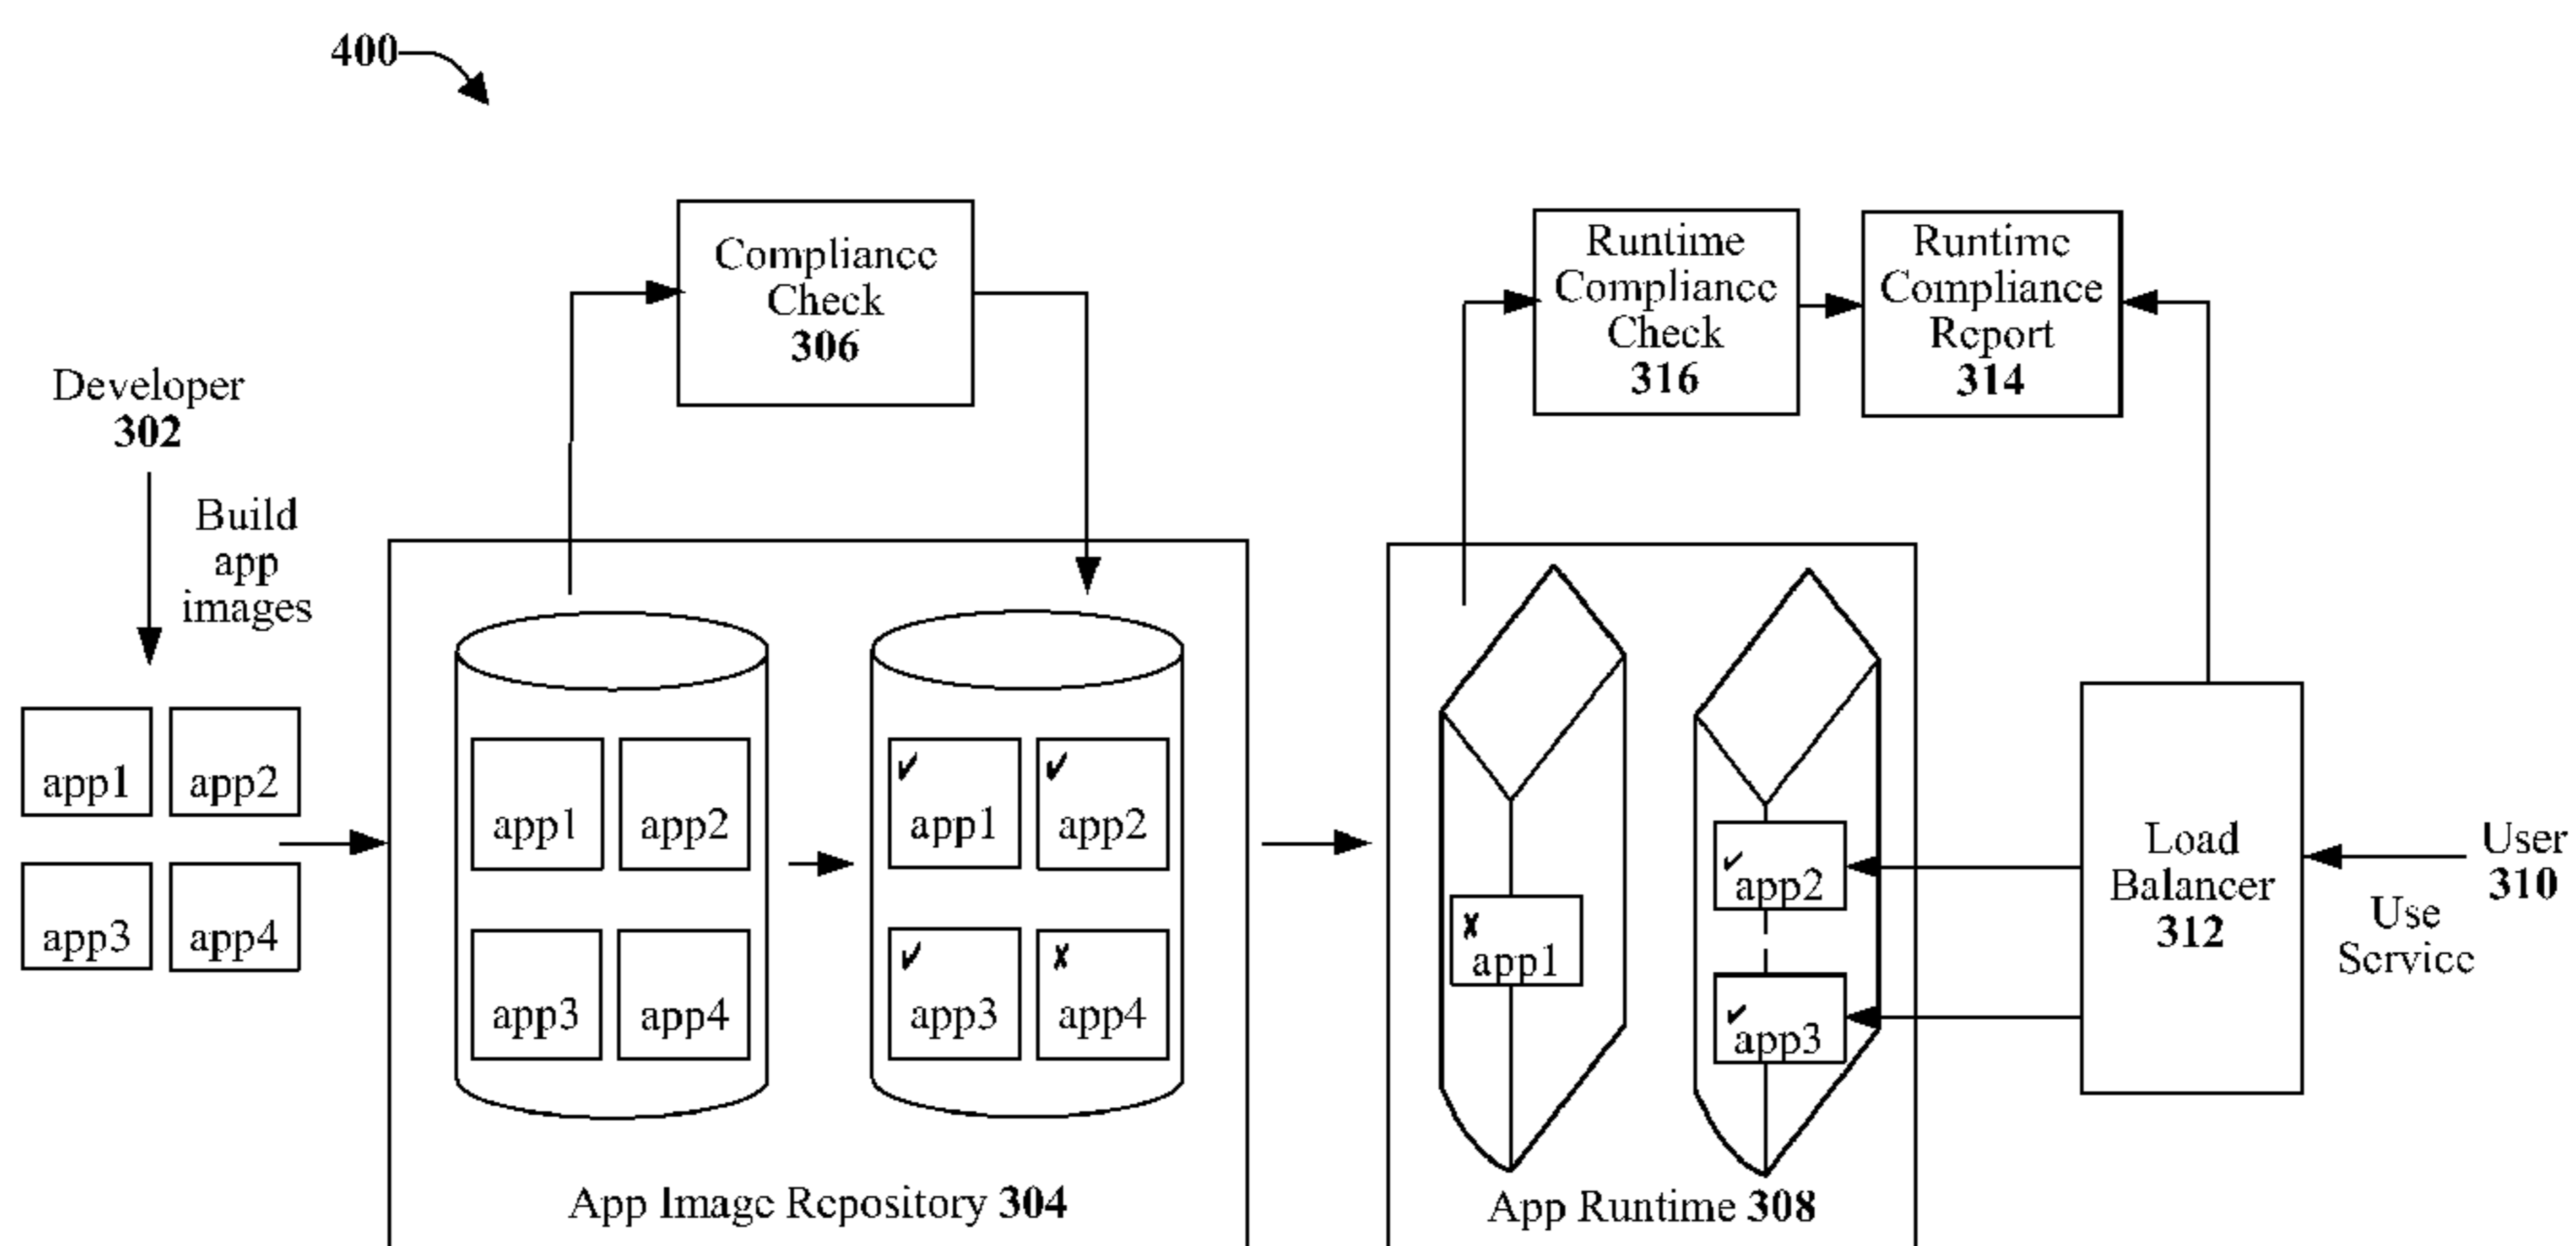 400
Compliance
Check
306
Runtime
Compliance
Check
316
Runtime
Compliance
Report
314
Developer
302
Build
app
images
app1 app2
app3 app4
app1 app2
app3 app4
✓ ✓
app1 app2
✓ ✗
app3 app4
App Image Repository 304
✗
app1
✓
app2
✓
app3
App Runtime 308
Load
Balancer
312
User
310
Use
Service